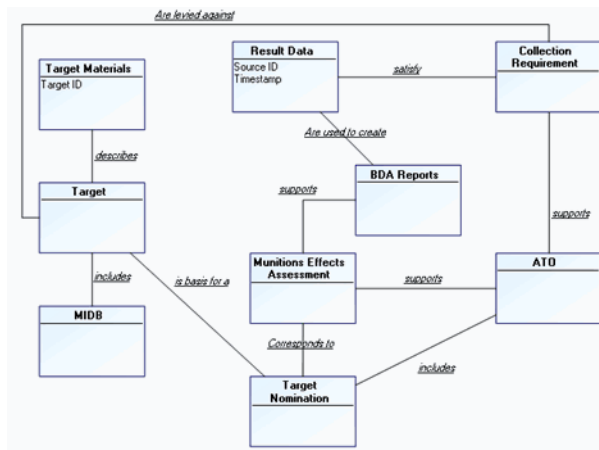 Are levied against
Target Materials
Target ID
Result Data
Source ID
Timestamp
Collection
Requirement
satisfy
Are used to create
describes
BDA Reports
Target
supports
supports
Munitions Effects
Assessment
ATO
includes
is basis for a
supports
MIDB
Corresponds to
includes
Target
Nomination